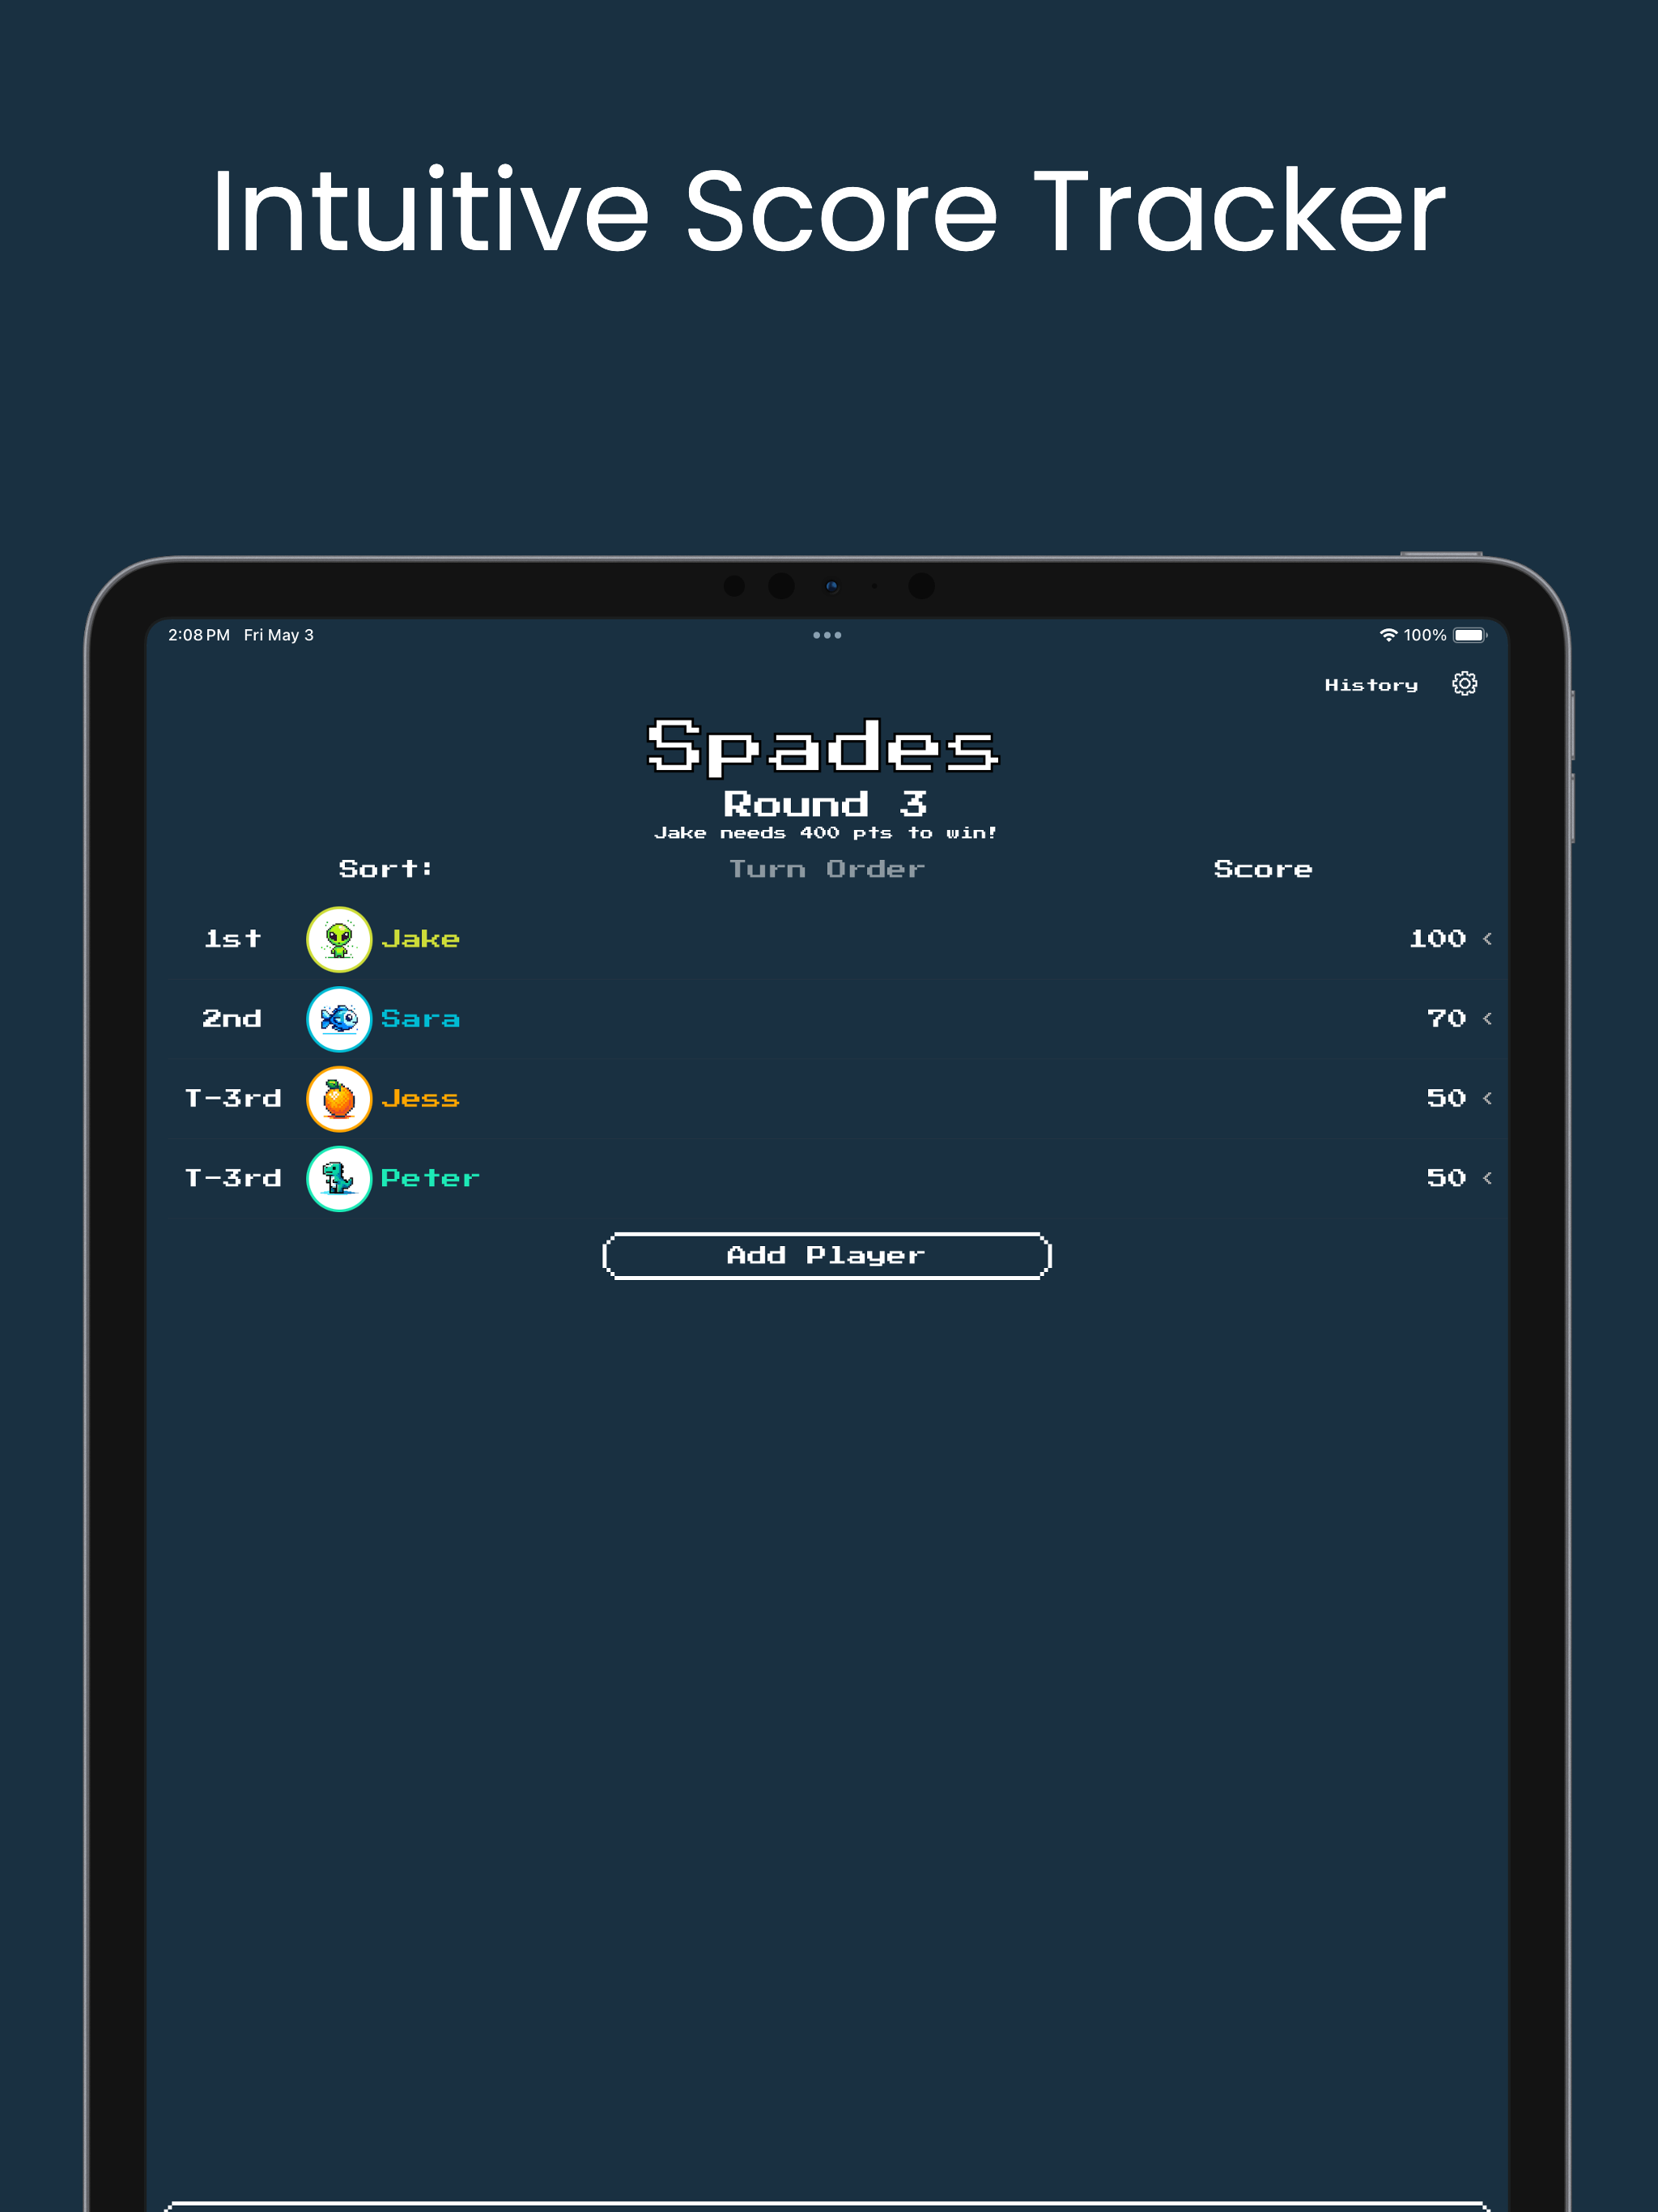 Intuitive Score Tracker
2:08 PM Fri May 3
100%
History
Spades
Round 3
Jake needs 400 pts to win!
Sort: Turn Order Score
1st Jake 100 <
2nd Sara 70 <
T-3rd Jess 50 <
T-3rd Peter 50 <
Add Player